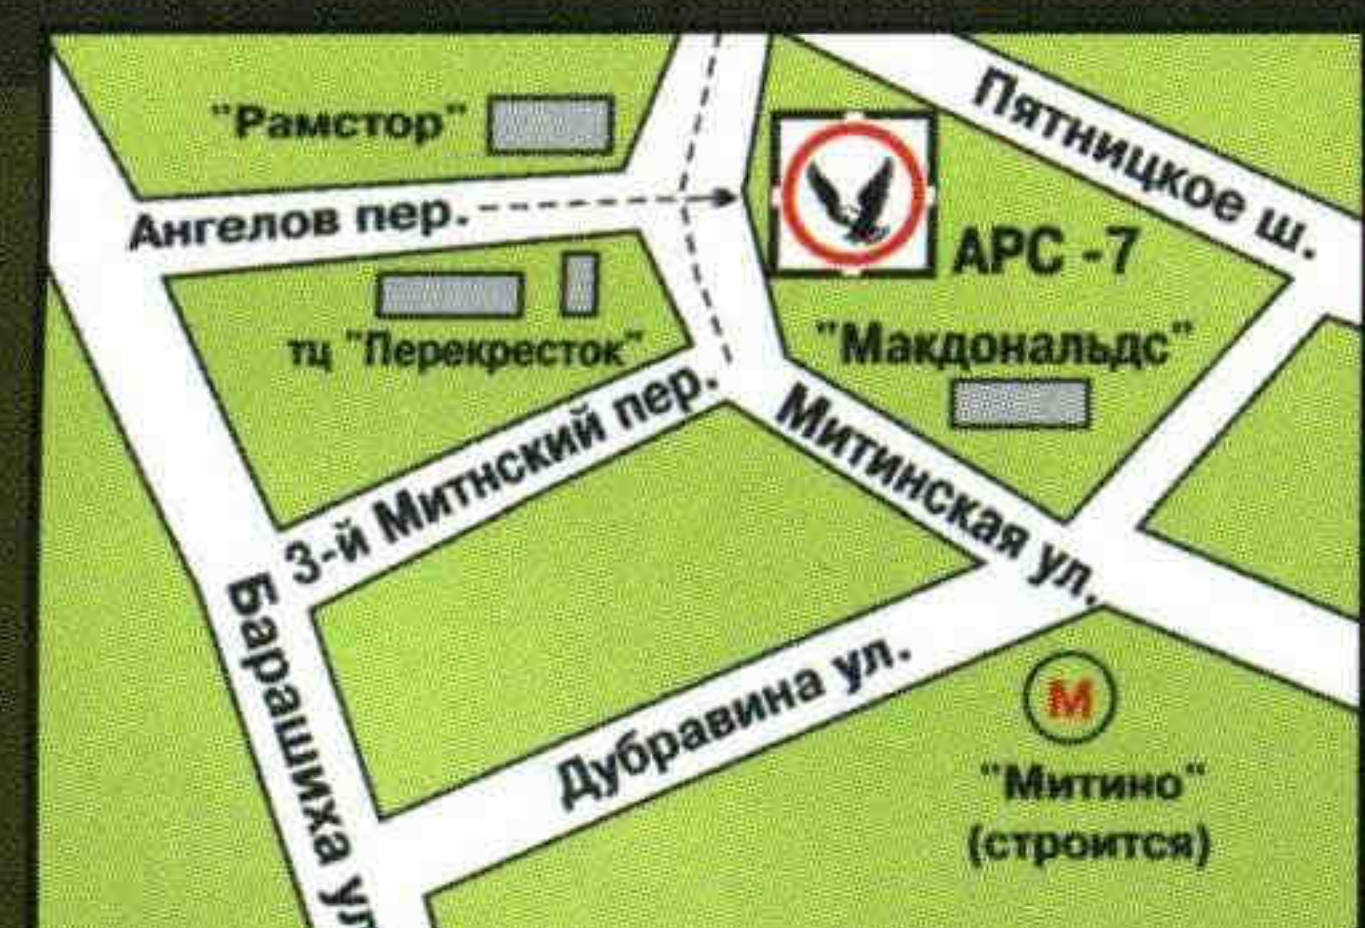 "Рамстор"
Пятницкое ш.
Ангелов пер.
АРС -7
тц "Перекресток"
"Макдональдс"
3-й Митнский пер.
Митинская ул.
Барашиха ул
Дубравина ул.
М
"Митино"
(строится)